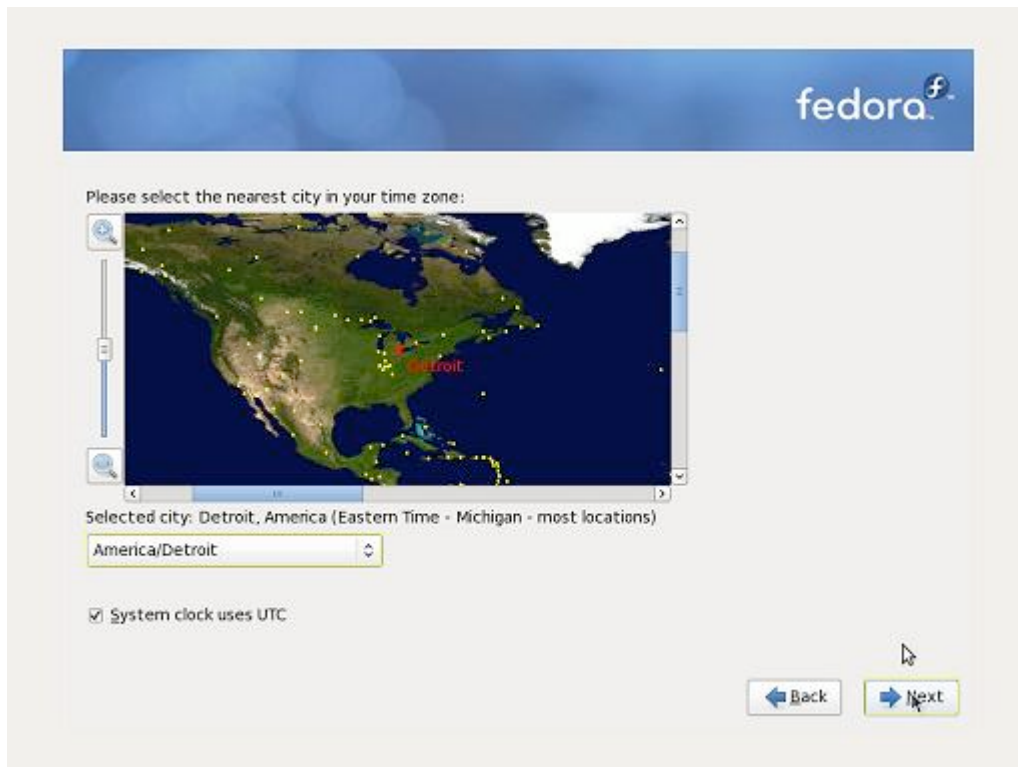 fedora
Please select the nearest city in your time zone:
Detroit
Selected city: Detroit, America (Eastern Time - Michigan - most locations)
America/Detroit
System clock uses UTC
Back
Next